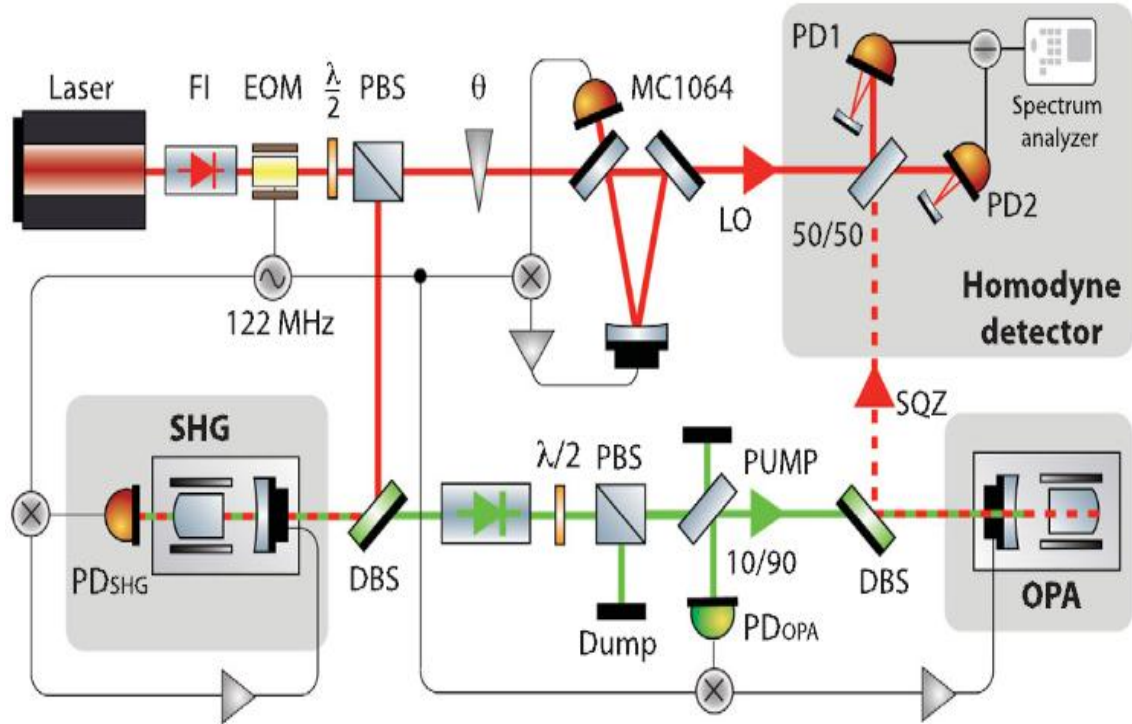 Laser
FI
EOM
λ/2
PBS
θ
MC1064
PD1
Spectrum
analyzer
LO
PD2
50/50
Homodyne
detector
122 MHz
SQZ
SHG
PDSHG
DBS
λ/2
PBS
PUMP
10/90
Dump
PDOPA
DBS
OPA